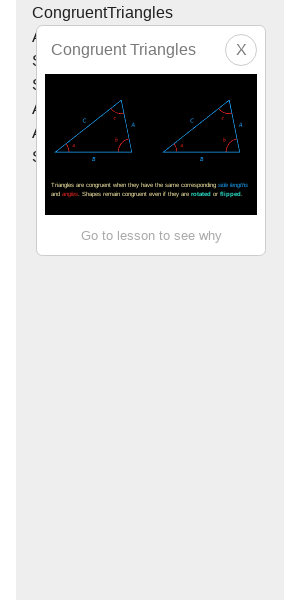 CongruentTriangles
Congruent Triangles
X
C
A
B
C
A
B
Triangles are congruent when they have the same corresponding side lengths
and angles. Shapes remain congruent even if they are rotated or flipped.
Go to lesson to see why